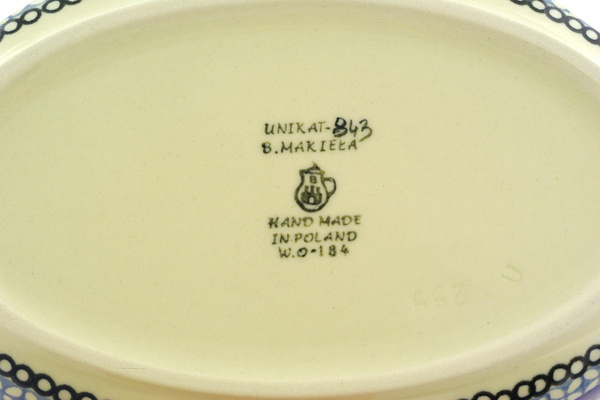 UNIKAT-843
B.MAKIEŁA
B
HAND MADE
IN POLAND
W.O-184